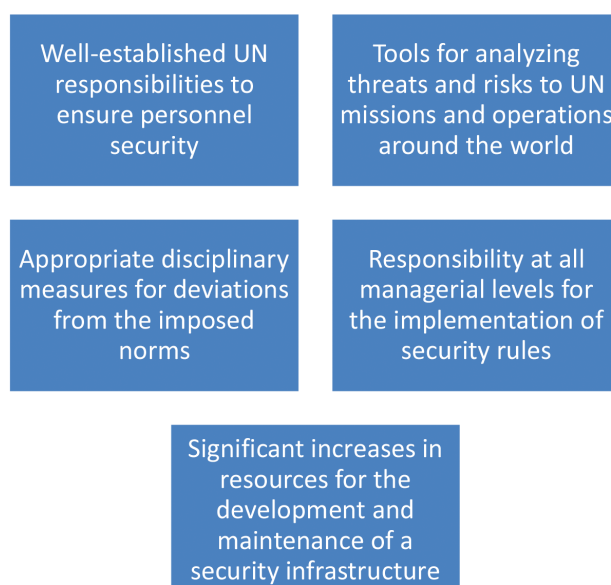 Well-established UN
responsibilities to
ensure personnel
security
Tools for analyzing
threats and risks to UN
missions and operations
around the world
Appropriate disciplinary
measures for deviations
from the imposed
norms
Responsibility at all
managerial levels for
the implementation of
security rules
Significant increases in
resources for the
development and
maintenance of a
security infrastructure